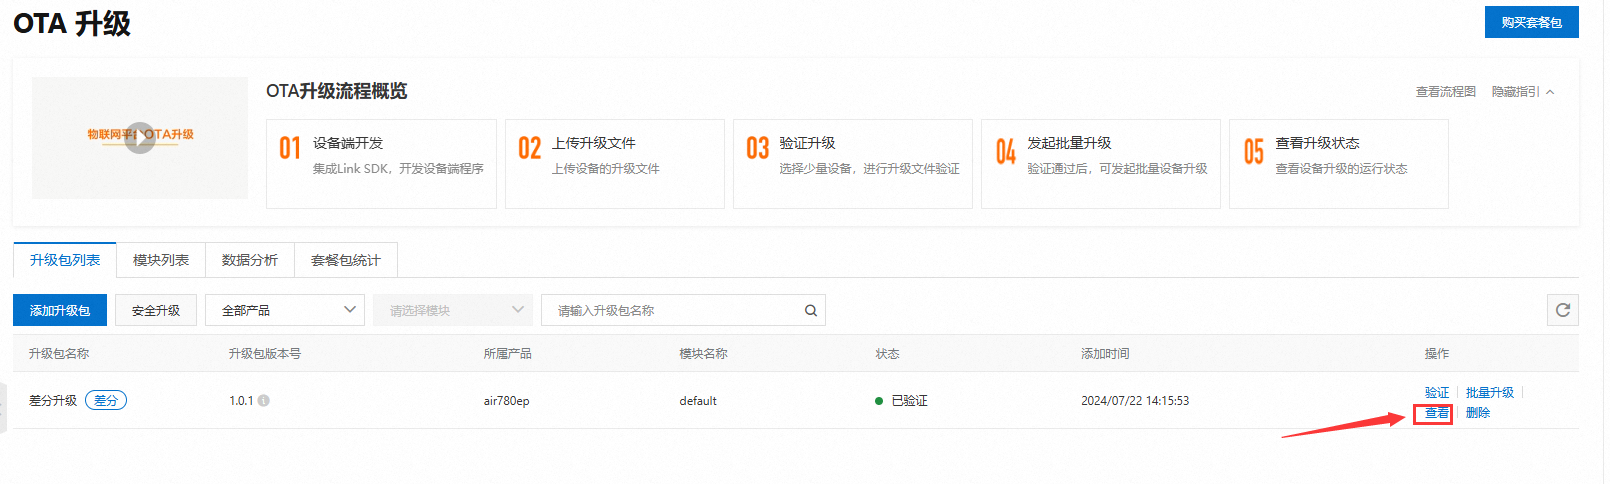 OTA 升级
购买套餐包
物联网平台OTA升级
OTA升级流程概览
查看流程图 隐藏指引
01 设备端开发
集成Link SDK，开发设备端程序
02 上传升级文件
上传设备的升级文件
03 验证升级
选择少量设备，进行升级文件验证
04 发起批量升级
验证通过后，可发起批量设备升级
05 查看升级状态
查看设备升级的运行状态
升级包列表 模块列表 数据分析 套餐包统计
添加升级包 安全升级 全部产品 请选择模块 请输入升级包名称
升级包名称 升级包版本号 所属产品 模块名称 状态 添加时间 操作
差分升级 差分 1.0.1 air780ep default 已验证 2024/07/22 14:15:53 验证 批量升级
查看 删除